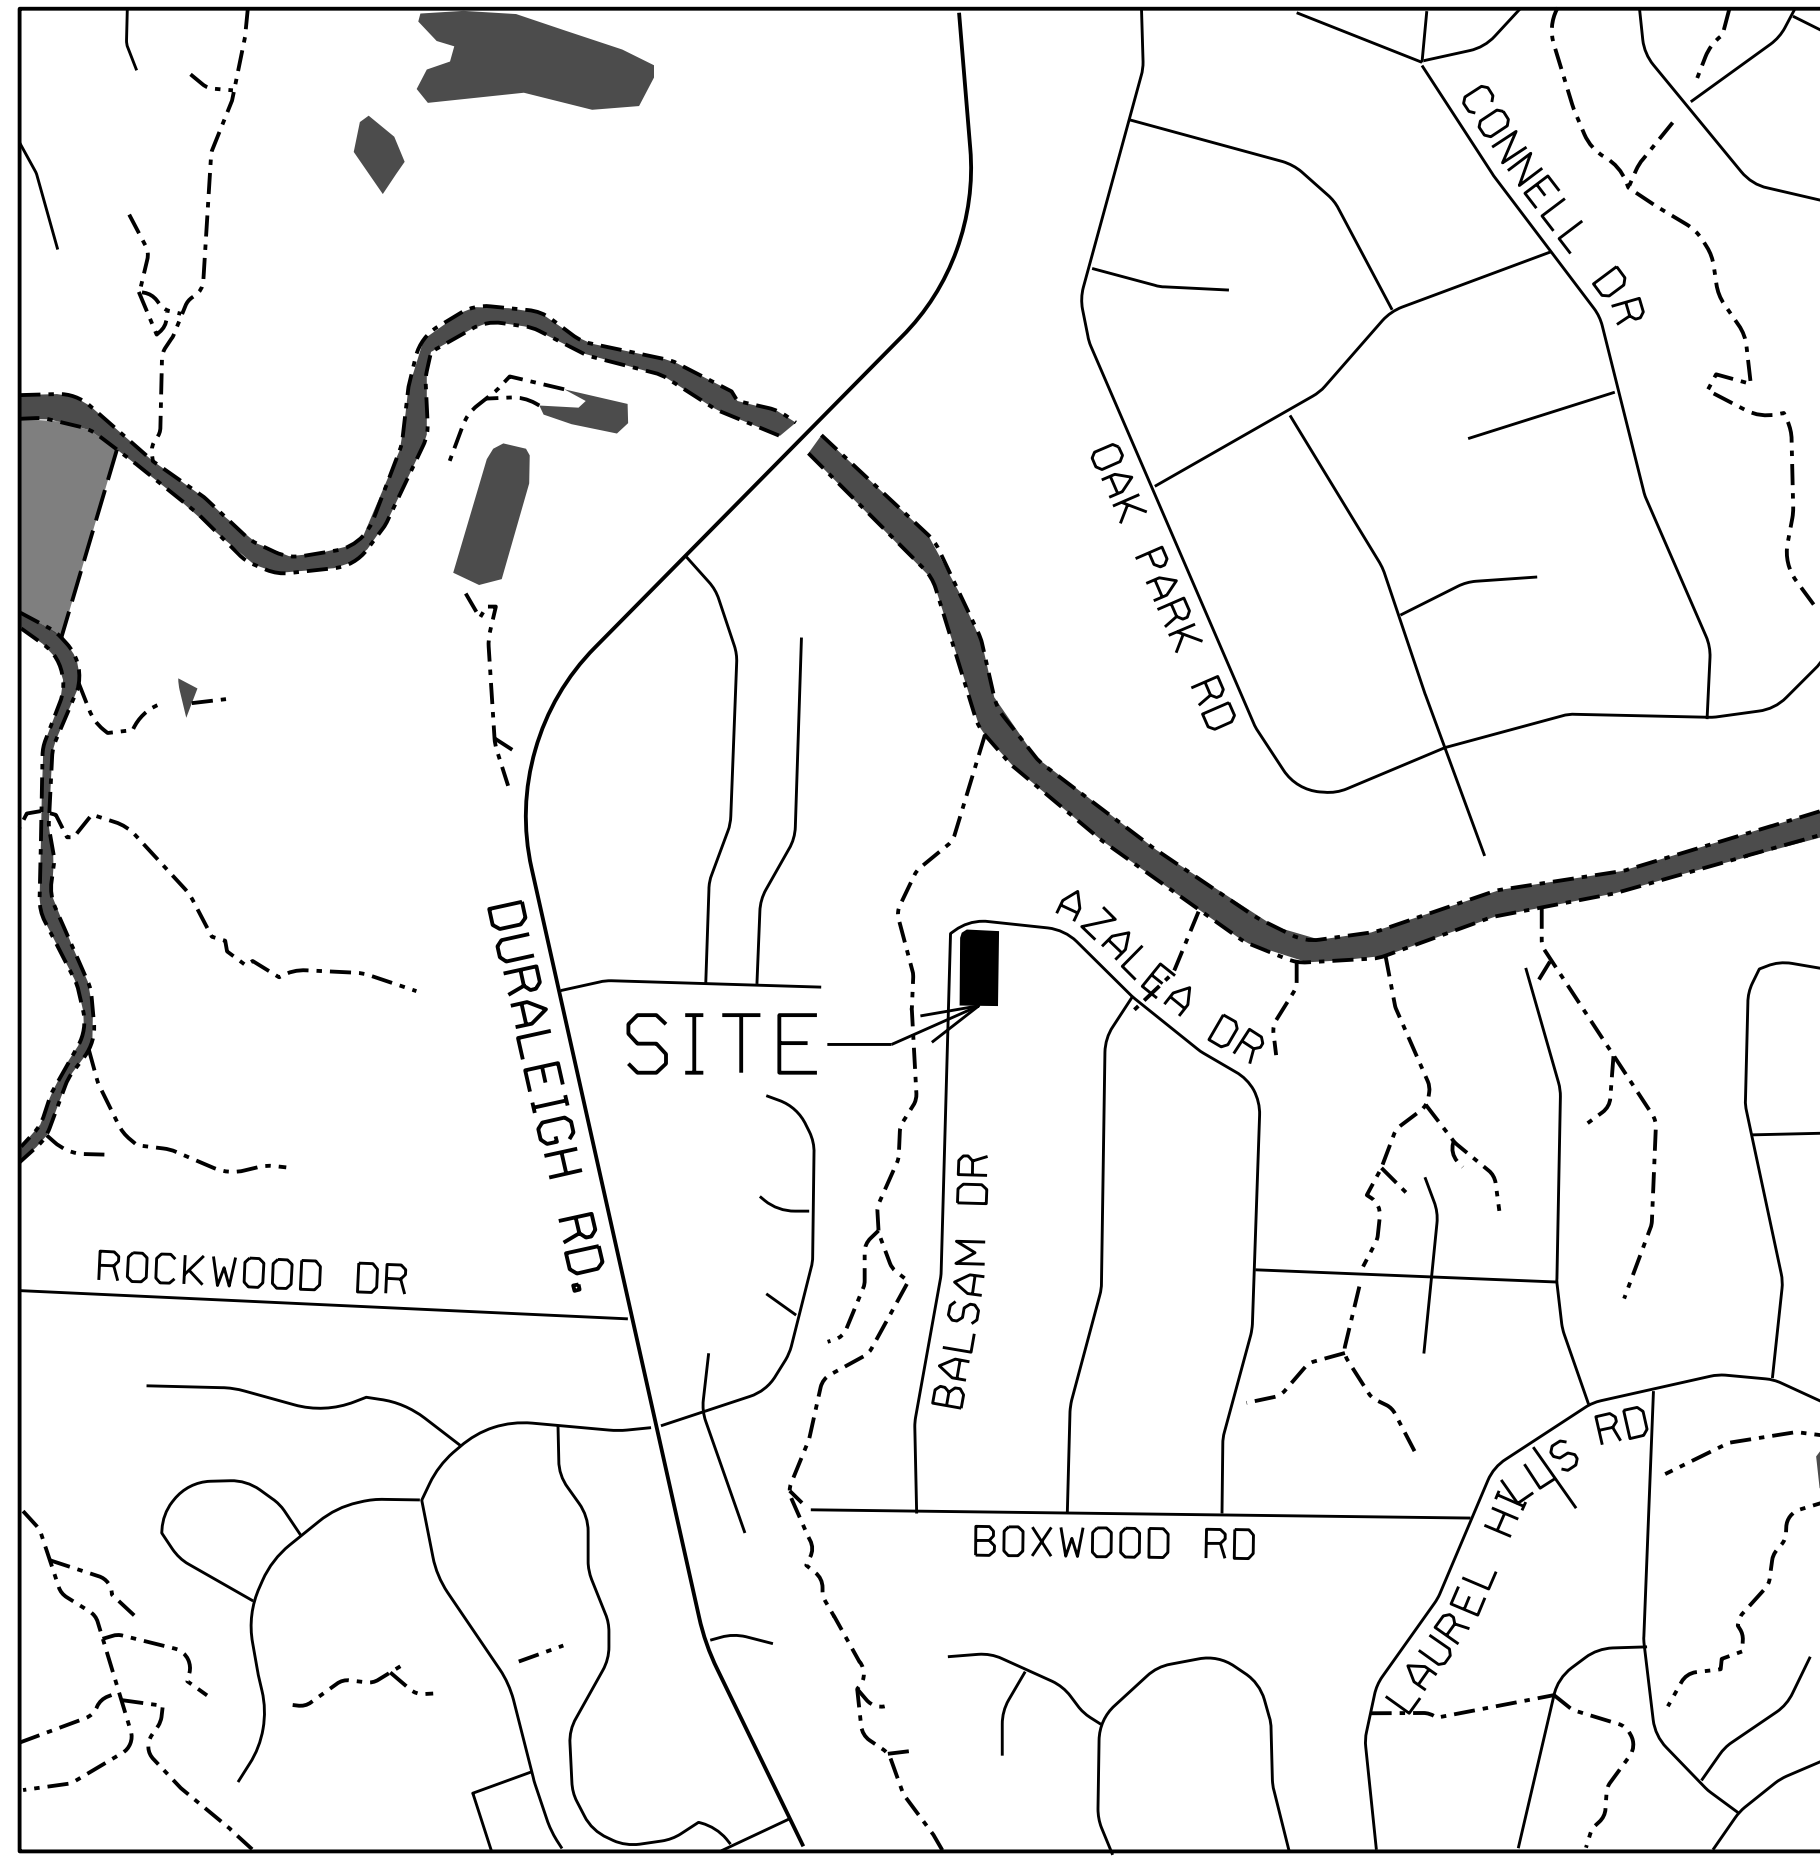 CONNELL DR
OAK PARK RD
AZALEA DR
DURALEIGH RD.
SITE
BALSAM DR
ROCKWOOD DR
LAUREL HILLS RD
BOXWOOD RD